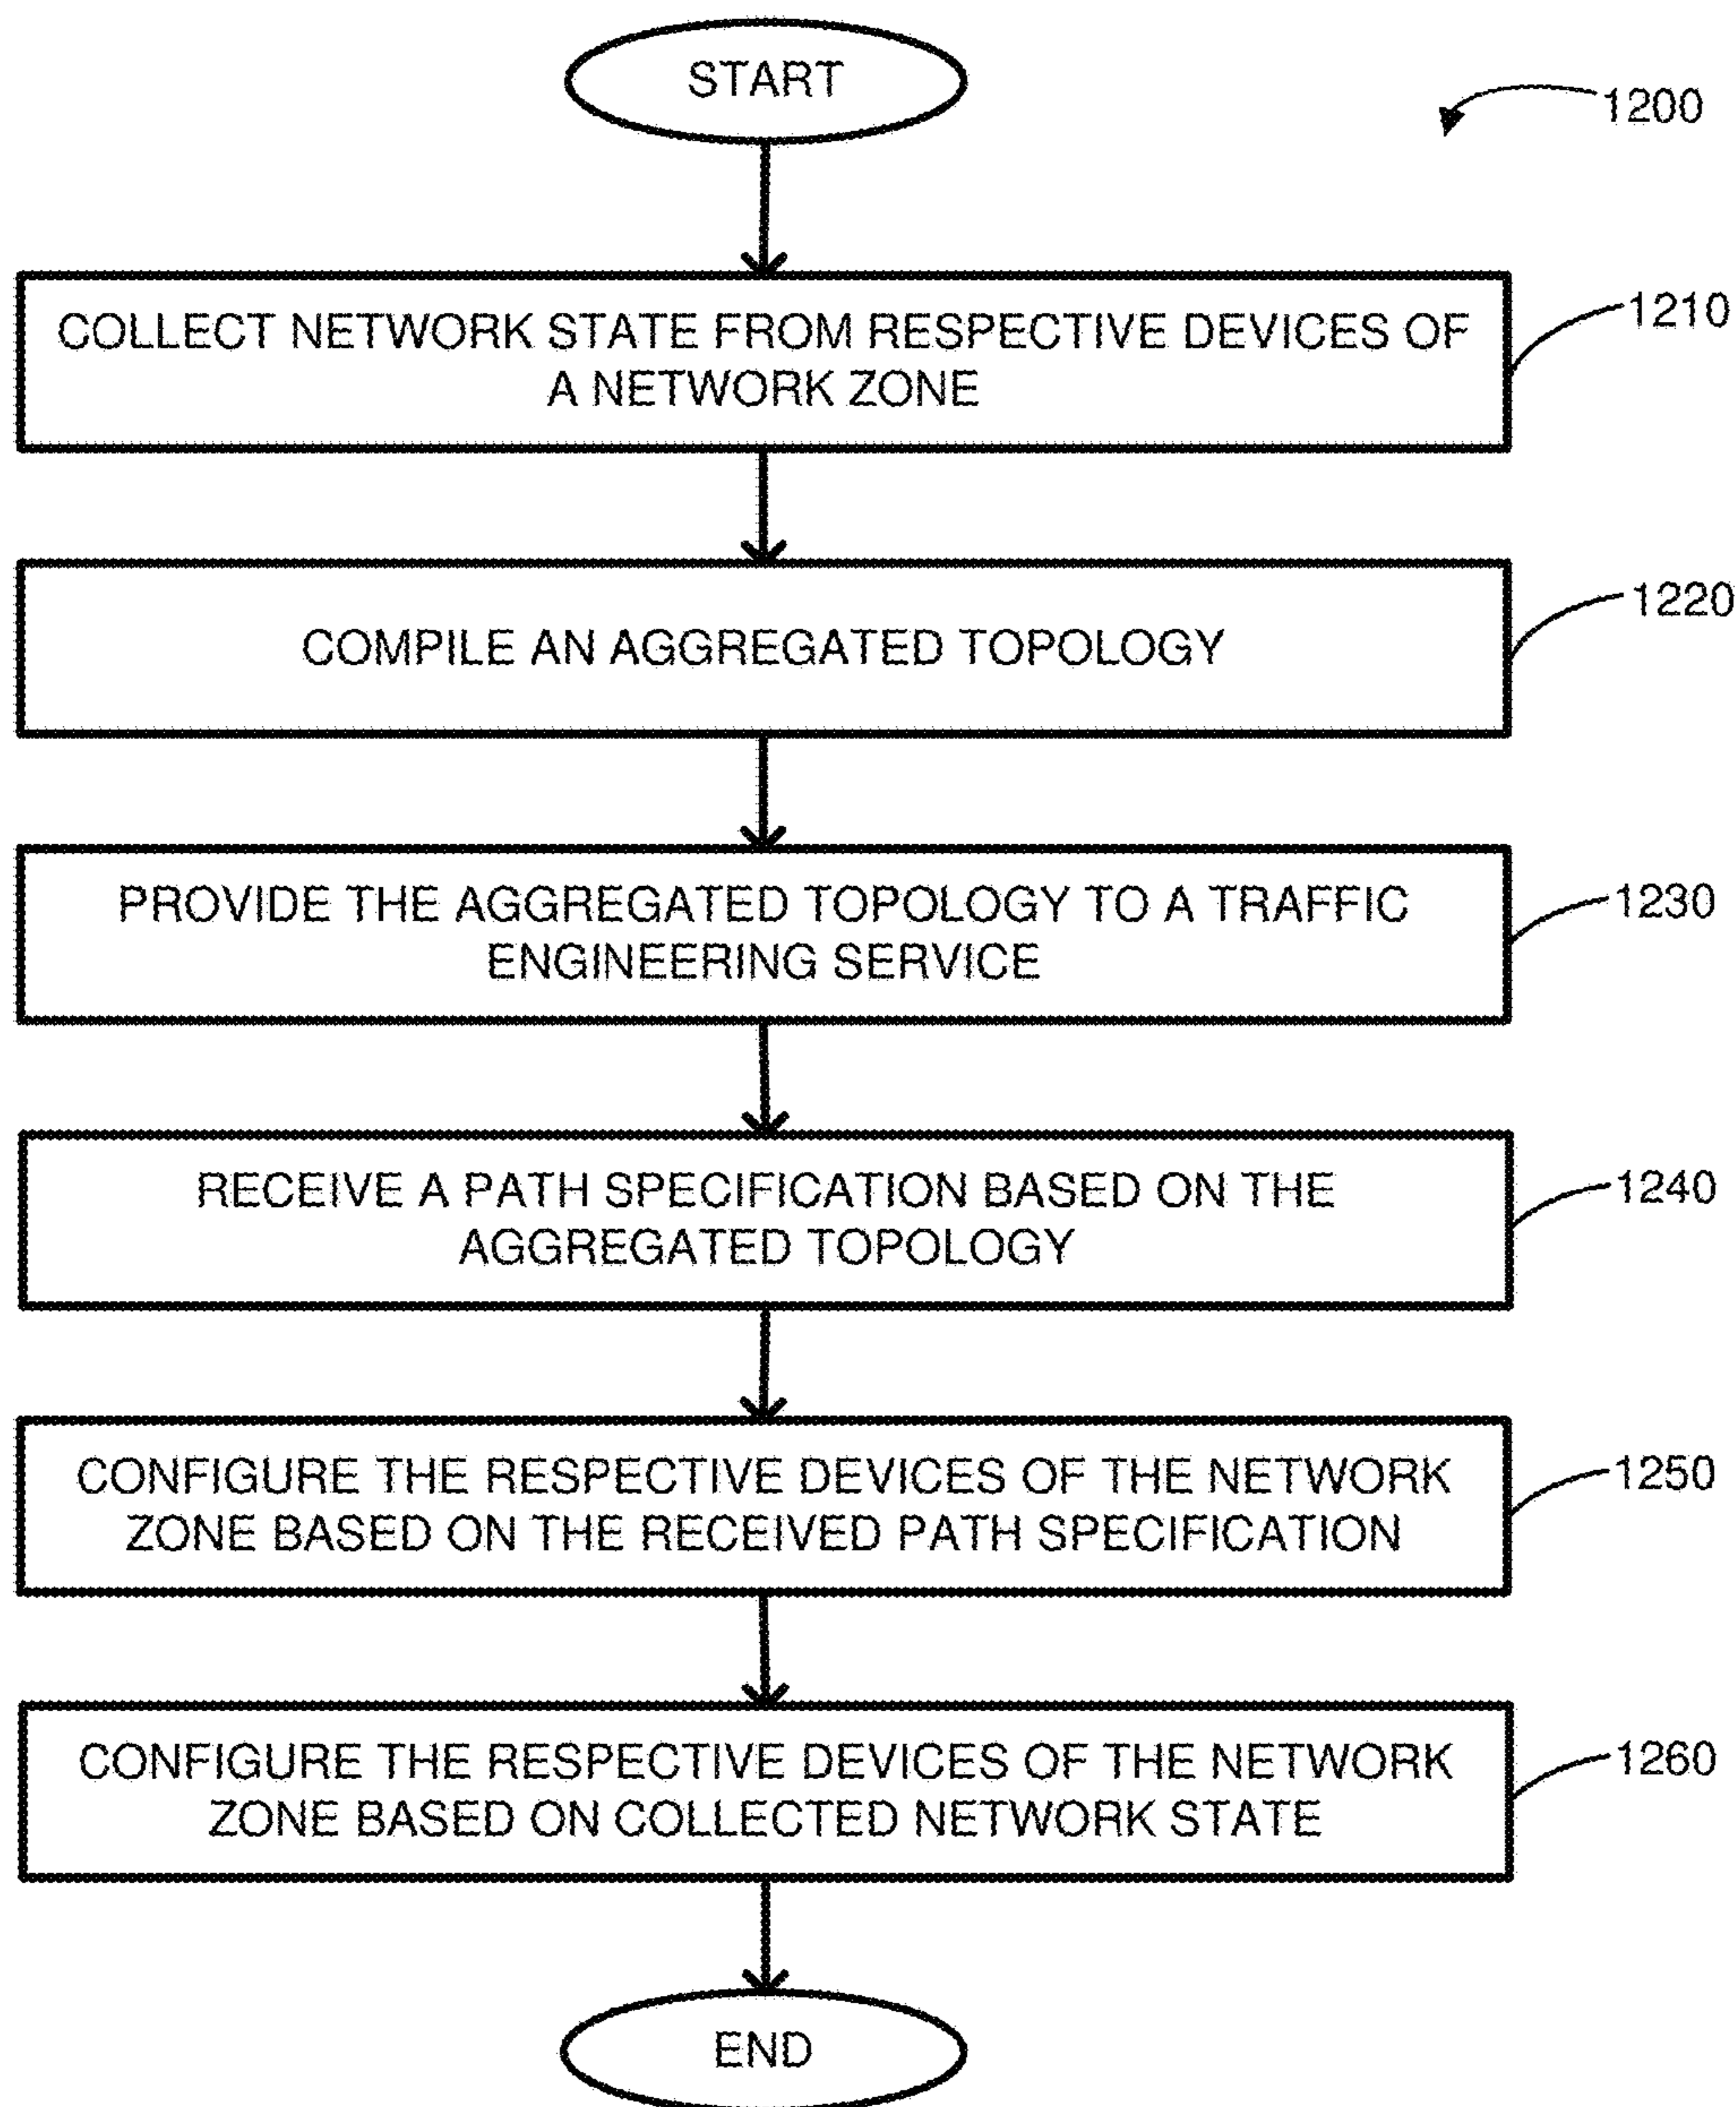 START
1200
COLLECT NETWORK STATE FROM RESPECTIVE DEVICES OF
A NETWORK ZONE
1210
COMPILE AN AGGREGATED TOPOLOGY
1220
PROVIDE THE AGGREGATED TOPOLOGY TO A TRAFFIC
ENGINEERING SERVICE
1230
RECEIVE A PATH SPECIFICATION BASED ON THE
AGGREGATED TOPOLOGY
1240
CONFIGURE THE RESPECTIVE DEVICES OF THE NETWORK
ZONE BASED ON THE RECEIVED PATH SPECIFICATION
1250
CONFIGURE THE RESPECTIVE DEVICES OF THE NETWORK
ZONE BASED ON COLLECTED NETWORK STATE
1260
END